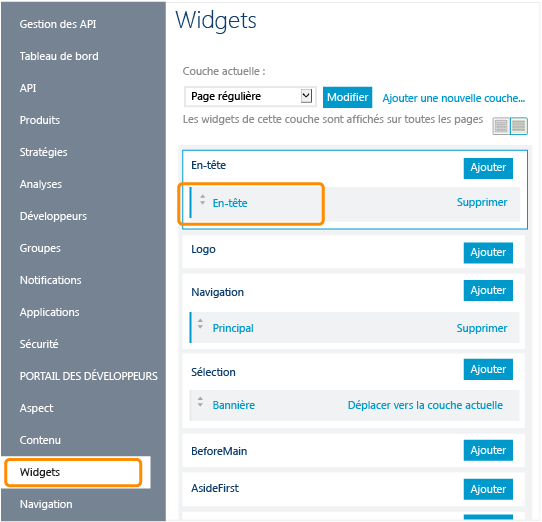 Gestion des API
Tableau de bord
API
Produits
Stratégies
Analyses
Développeurs
Groupes
Notifications
Applications
Sécurité
PORTAIL DES DÉVELOPPEURS
Aspect
Contenu
Widgets
Navigation
Widgets
Couche actuelle :
Page régulière Modifier Ajouter une nouvelle couche...
Les widgets de cette couche sont affichés sur toutes les pages
En-tête Ajouter
En-tête Supprimer
Logo Ajouter
Navigation Ajouter
Principal Supprimer
Sélection Ajouter
Bannière Déplacer vers la couche actuelle
BeforeMain Ajouter
AsideFirst Ajouter